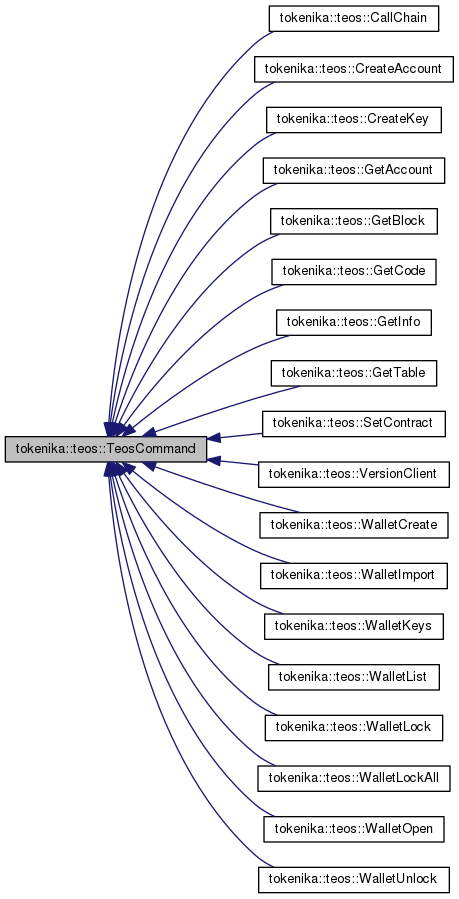 tokenika::teos::CallChain
tokenika::teos::CreateAccount
tokenika::teos::CreateKey
tokenika::teos::GetAccount
tokenika::teos::GetBlock
tokenika::teos::GetCode
tokenika::teos::GetInfo
tokenika::teos::GetTable
tokenika::teos::SetContract
tokenika::teos::TeosCommand
tokenika::teos::VersionClient
tokenika::teos::WalletCreate
tokenika::teos::WalletImport
tokenika::teos::WalletKeys
tokenika::teos::WalletList
tokenika::teos::WalletLock
tokenika::teos::WalletLockAll
tokenika::teos::WalletOpen
tokenika::teos::WalletUnlock